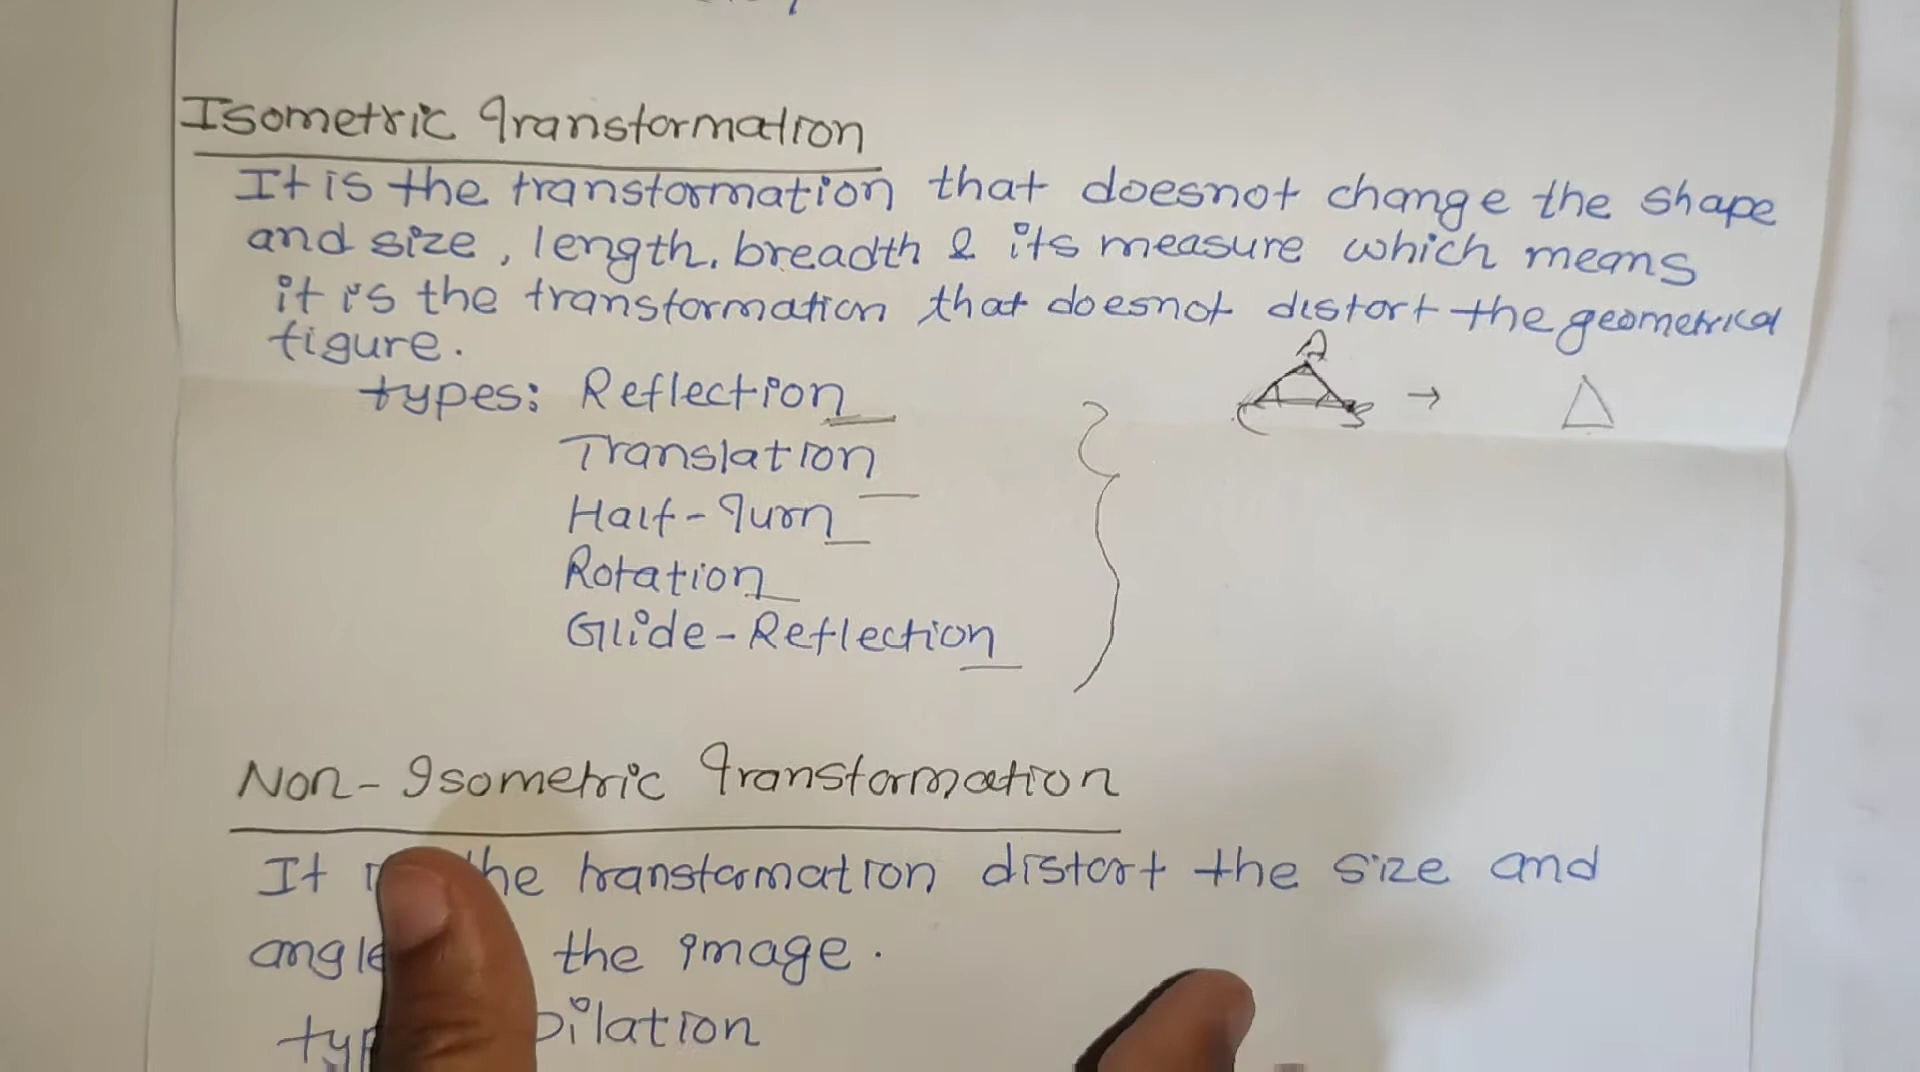 Isometric Transformation
It is the transformation that doesnot change the shape
and size, length, breadth & its measure which means
it is the transformation that doesnot distort the geometrical
figure.
A
C B →
types: Reflection
Translation
Half-Turn
Rotation
Glide-Reflection
Non-Isometric Transformation
It the transformation distort the size and
angle the image.
Dilation